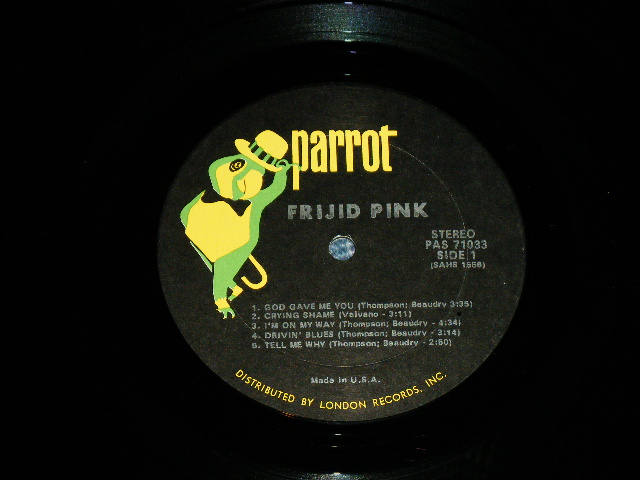 parrot
FRIJID PINK
STEREO
PAS 71033
SIDE 1
(SAHS 1566)
1. GOD GAVE ME YOU (Thompson; Beaudry 3:35)
2. CRYING SHAME (Valvano - 3:11)
3. I'M ON MY WAY (Thompson; Beaudry - 4:34)
4. DRIVIN' BLUES (Thompson; Beaudry - 3:14)
5. TELL ME WHY (Thompson; Beaudry - 2:50)
Made in U.S.A.
DISTRIBUTED BY LONDON RECORDS, INC.